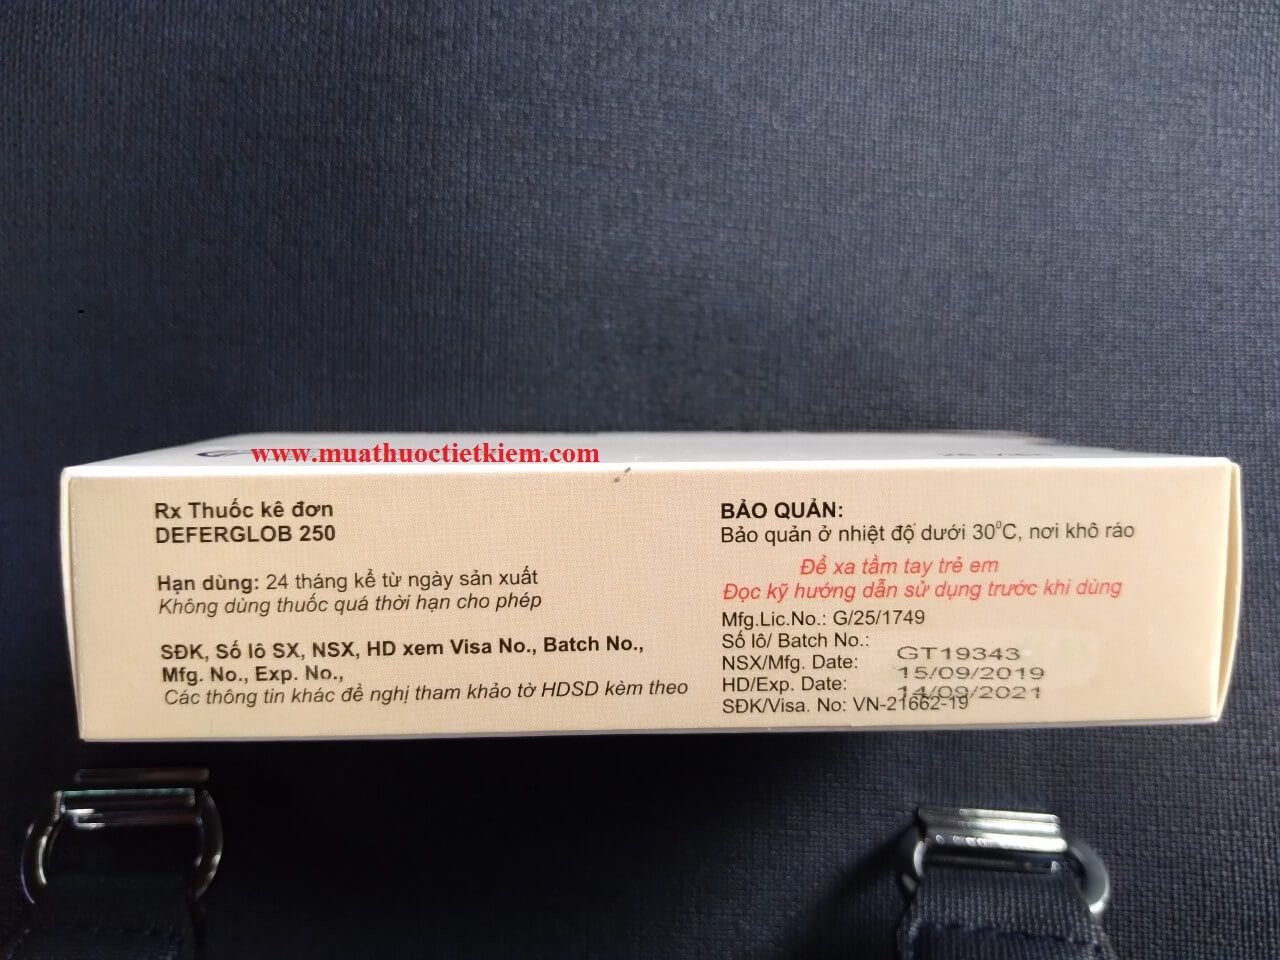 www.muathuoctietkiem.com
Rx Thuốc kê đơn
DEFERGLOB 250
Hạn dùng: 24 tháng kể từ ngày sản xuất
Không dùng thuốc quá thời hạn cho phép
SĐK, Số lô SX, NSX, HD xem Visa No., Batch No.,
Mfg. No., Exp. No.,
Các thông tin khác đề nghị tham khảo tờ HDSD kèm theo
BẢO QUẢN:
Bảo quản ở nhiệt độ dưới 30⁰C, nơi khô ráo
Để xa tầm tay trẻ em
Đọc kỹ hướng dẫn sử dụng trước khi dùng
Mfg.Lic.No.: G/25/1749
Số lô/ Batch No.: GT19343
NSX/Mfg. Date: 15/09/2019
HD/Exp. Date: 14/09/2021
SĐK/Visa. No: VN-21662-19